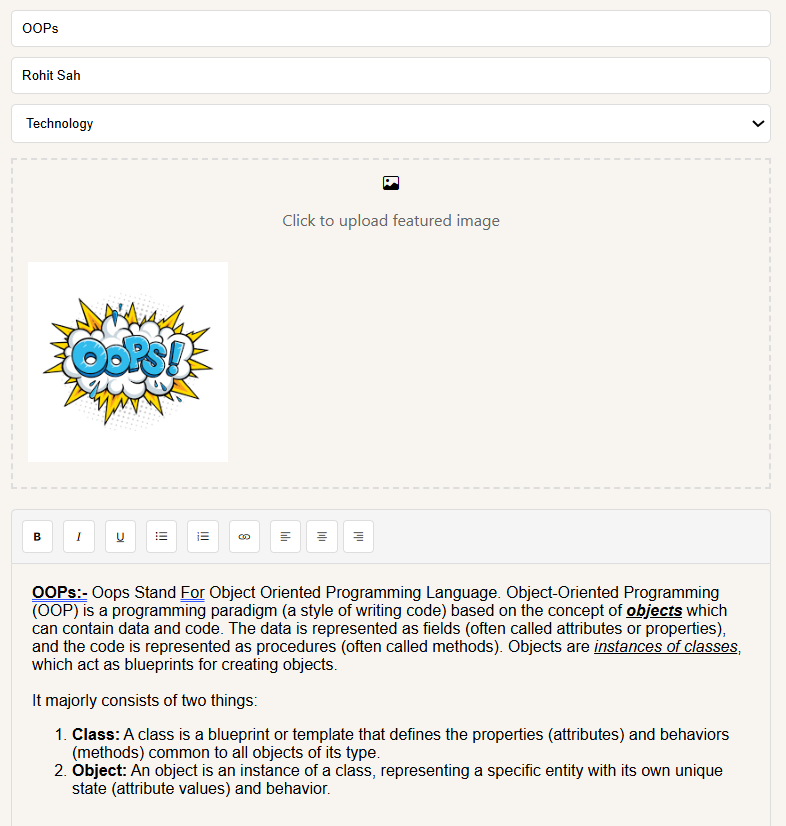 OOPs
Rohit Sah
Technology
Click to upload featured image
OOPS!
B I U
OOPs:- Oops Stand For Object Oriented Programming Language. Object-Oriented Programming
(OOP) is a programming paradigm (a style of writing code) based on the concept of objects which
can contain data and code. The data is represented as fields (often called attributes or properties),
and the code is represented as procedures (often called methods). Objects are instances of classes,
which act as blueprints for creating objects.
It majorly consists of two things:
1. Class: A class is a blueprint or template that defines the properties (attributes) and behaviors
(methods) common to all objects of its type.
2. Object: An object is an instance of a class, representing a specific entity with its own unique
state (attribute values) and behavior.